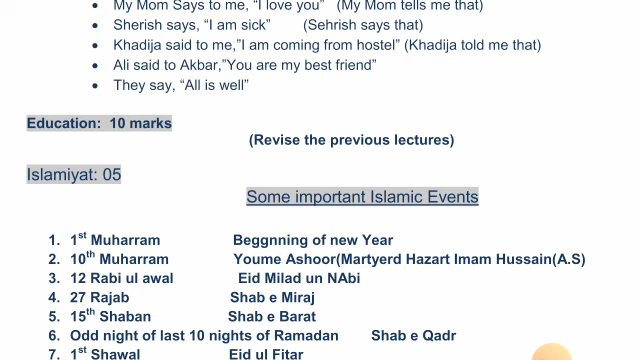 My Mom Says to me, “I love you” (My Mom tells me that)
Sherish says, “I am sick” (Sehrish says that)
Khadija said to me,”I am coming from hostel” (Khadija told me that)
Ali said to Akbar,”You are my best friend”
They say, “All is well”
Education: 10 marks
(Revise the previous lectures)
Islamiyat: 05
Some important Islamic Events
1. 1st Muharram Beggnning of new Year
2. 10th Muharram Youme Ashoor(Martyerd Hazart Imam Hussain(A.S)
3. 12 Rabi ul awal Eid Milad un NAbi
4. 27 Rajab Shab e Miraj
5. 15th Shaban Shab e Barat
6. Odd night of last 10 nights of Ramadan Shab e Qadr
7. 1st Shawal Eid ul Fitar